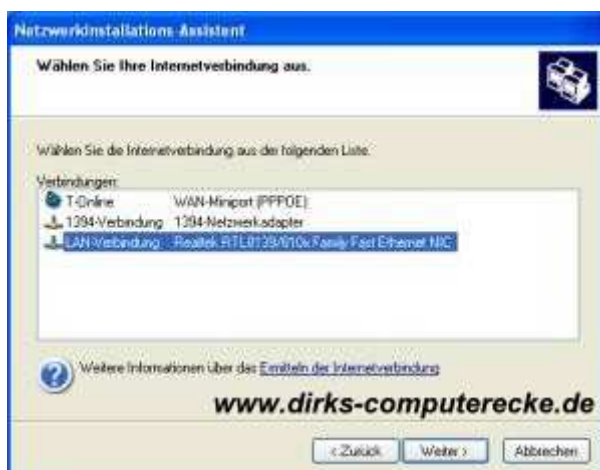 Netzwerkinstallations-Assistent
Wählen Sie Ihre Internetverbindung aus.
Wählen Sie die Internetverbindung aus der folgenden Liste.
Verbindungen:
T-Online WAN-Miniport (PPPOE)
1394-Verbindung 1394-Netzwerkadapter
LAN-Verbindung Realtek RTL8139/810x Family Fast Ethernet NIC
Weitere Informationen über das Ermitteln der Internetverbindung
www.dirks-computerecke.de
< Zurück Weiter > Abbrechen